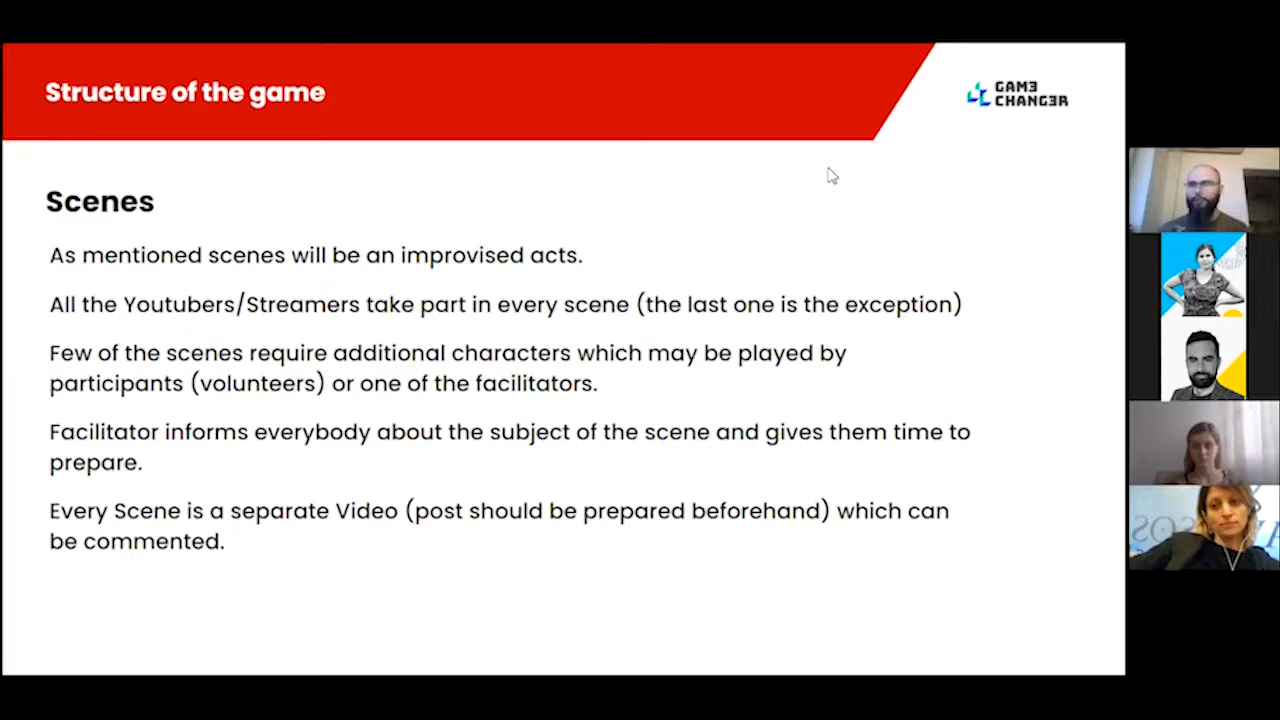 Structure of the game
GAMƎ
CHANGƎR
Scenes
As mentioned scenes will be an improvised acts.
All the Youtubers/Streamers take part in every scene (the last one is the exception)
Few of the scenes require additional characters which may be played by
participants (volunteers) or one of the facilitators.
Facilitator informs everybody about the subject of the scene and gives them time to
prepare.
Every Scene is a separate Video (post should be prepared beforehand) which can
be commented.